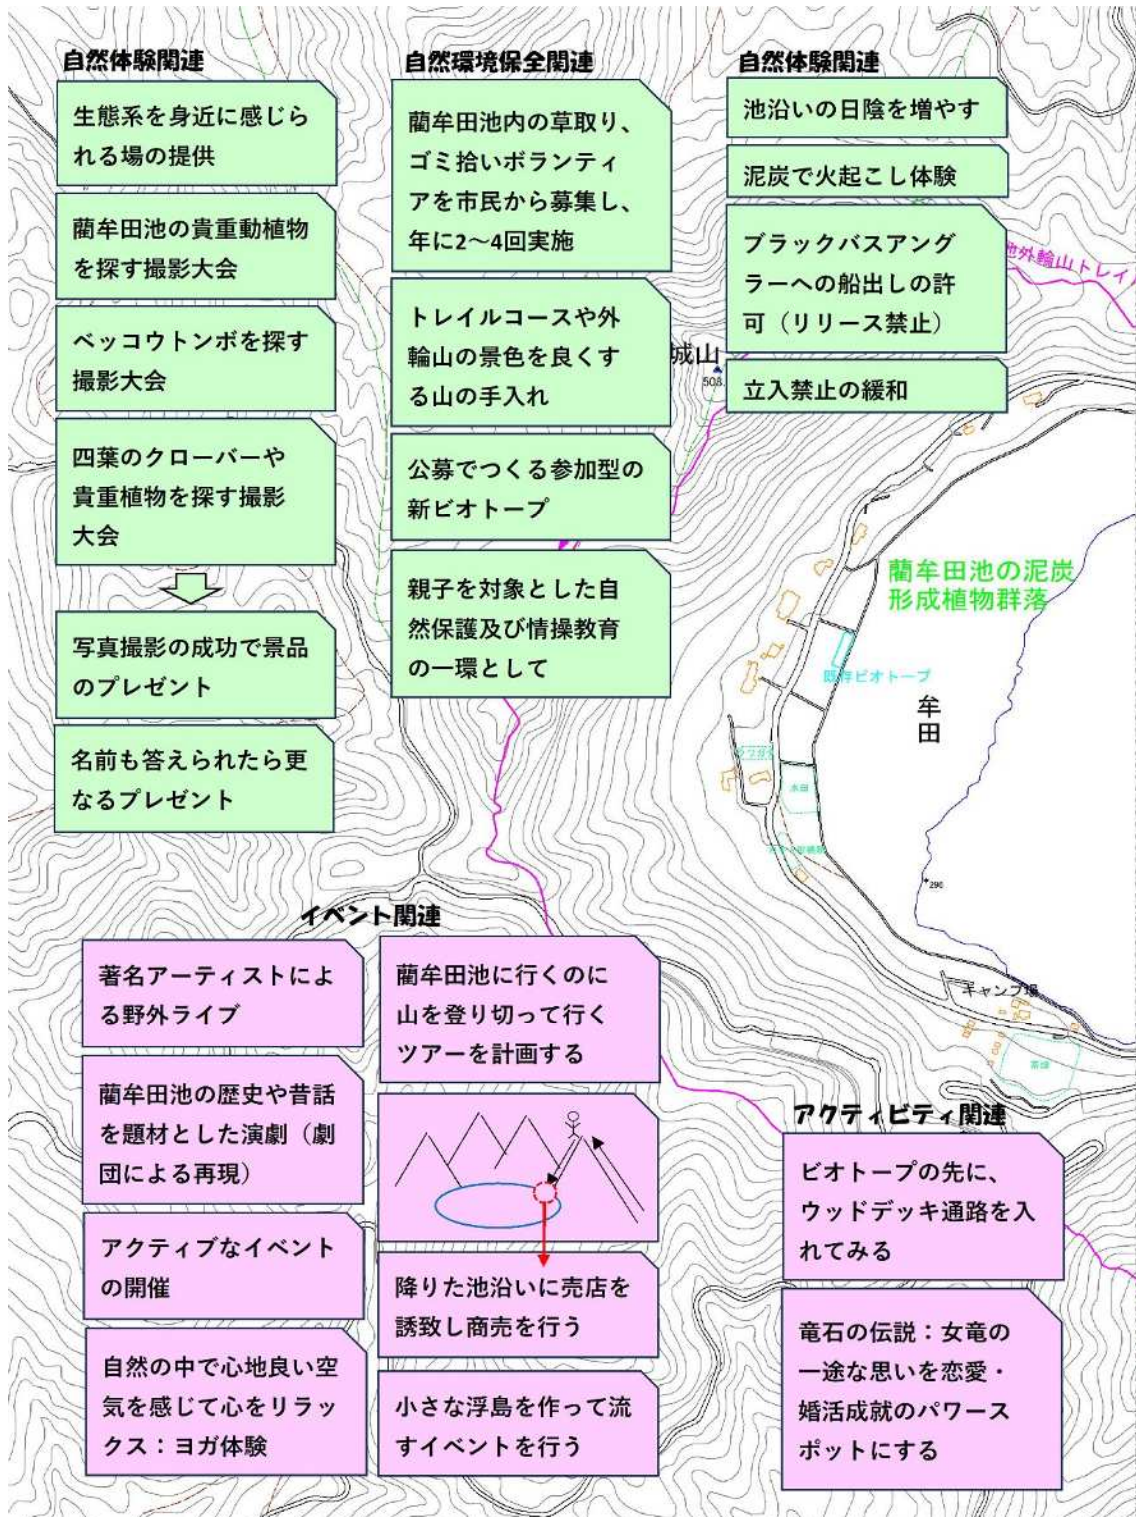 自然体験関連
生態系を身近に感じら
れる場の提供
藺牟田池の貴重動植物
を探す撮影大会
ベッコウトンボを探す
撮影大会
四葉のクローバーや
貴重植物を探す撮影
大会
写真撮影の成功で景品
のプレゼント
名前も答えられたら更
なるプレゼント
自然環境保全関連
藺牟田池内の草取り、
ゴミ拾いボランティ
アを市民から募集し、
年に2～4回実施
トレイルコースや外
輪山の景色を良くす
る山の手入れ
公募でつくる参加型の
新ビオトープ
親子を対象とした自
然保護及び情操教育
の一環として
自然体験関連
池沿いの日陰を増やす
泥炭で火起こし体験
ブラックバスアング
ラーへの船出しの許
可（リリース禁止）
立入禁止の緩和
池外輪山トレイ
城山
508.
藺牟田池の泥炭
形成植物群落
既存ビオトープ
牟
田
水田
296
キャンプ場
イベント関連
著名アーティストによ
る野外ライブ
藺牟田池の歴史や昔話
を題材とした演劇（劇
団による再現）
アクティブなイベント
の開催
自然の中で心地良い空
気を感じて心をリラッ
クス：ヨガ体験
藺牟田池に行くのに
山を登り切って行く
ツアーを計画する
降りた池沿いに売店を
誘致し商売を行う
小さな浮島を作って流
すイベントを行う
アクティビティ関連
ビオトープの先に、
ウッドデッキ通路を入
れてみる
竜石の伝説：女竜の
一途な思いを恋愛・
婚活成就のパワース
ポットにする